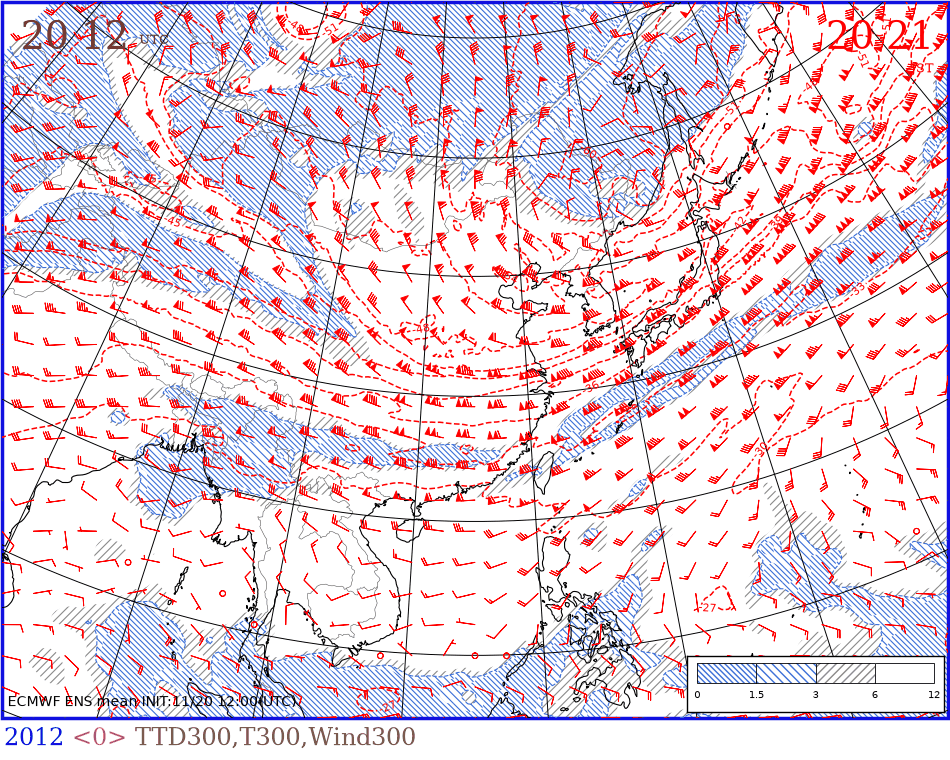 20 12 UTC
20 21
-27
ECMWF ENS mean INIT:11/20 12:00(UTC)
0 1.5 3 6 12
2012 <0> TTD300,T300,Wind300